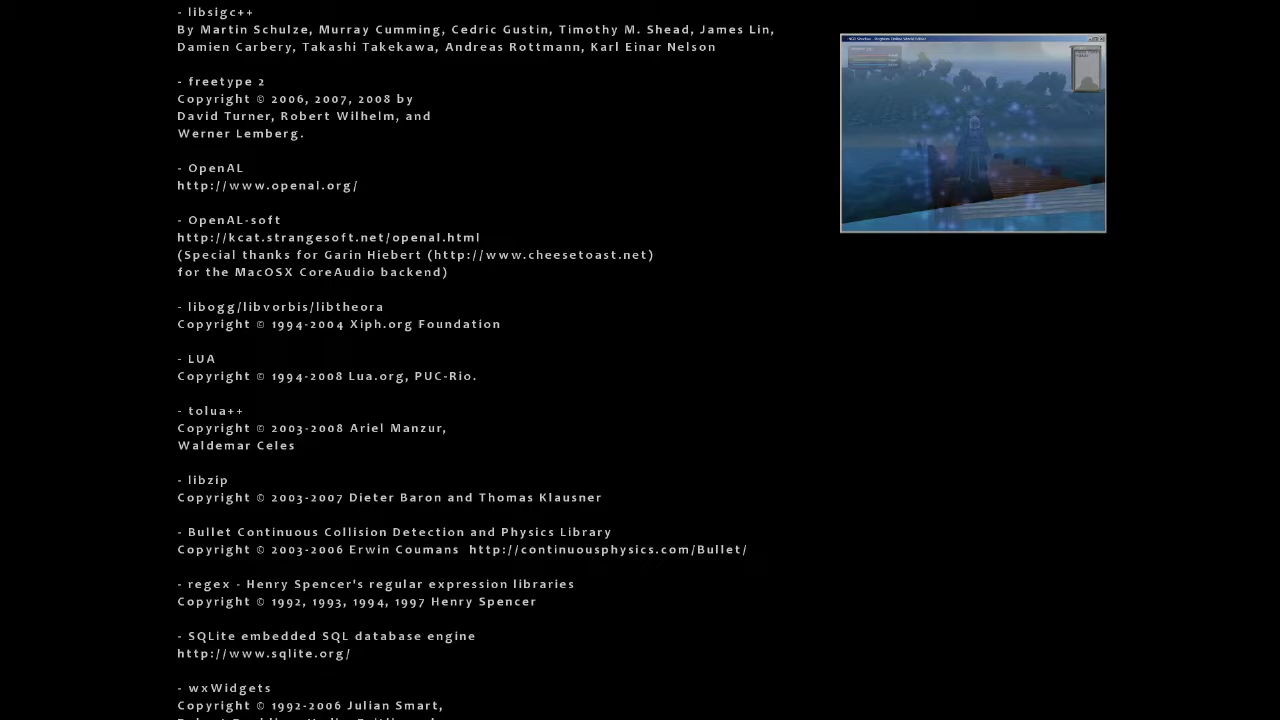 - libsigc++
By Martin Schulze, Murray Cumming, Cedric Gustin, Timothy M. Shead, James Lin,
Damien Carbery, Takashi Takekawa, Andreas Rottmann, Karl Einar Nelson
- freetype 2
Copyright © 2006, 2007, 2008 by
David Turner, Robert Wilhelm, and
Werner Lemberg.
- OpenAL
http://www.openal.org/
- OpenAL-soft
http://kcat.strangesoft.net/openal.html
(Special thanks for Garin Hiebert (http://www.cheesetoast.net)
for the MacOSX CoreAudio backend)
- libogg/libvorbis/libtheora
Copyright © 1994-2004 Xiph.org Foundation
- LUA
Copyright © 1994-2008 Lua.org, PUC-Rio.
- tolua++
Copyright © 2003-2008 Ariel Manzur,
Waldemar Celes
- libzip
Copyright © 2003-2007 Dieter Baron and Thomas Klausner
- Bullet Continuous Collision Detection and Physics Library
Copyright © 2003-2006 Erwin Coumans  http://continuousphysics.com/Bullet/
- regex - Henry Spencer's regular expression libraries
Copyright © 1992, 1993, 1994, 1997 Henry Spencer
- SQLite embedded SQL database engine
http://www.sqlite.org/
- wxWidgets
Copyright © 1992-2006 Julian Smart,